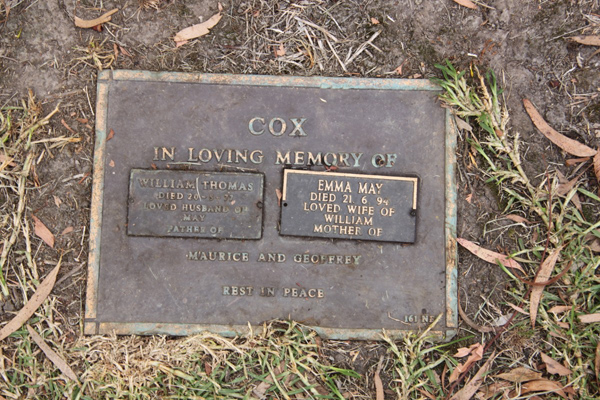 COX
IN LOVING MEMORY OF
WILLIAM THOMAS
DIED
LOVED HUSBAND OF
MAY
FATHER OF
EMMA MAY
DIED 21. 6. 94
LOVED WIFE OF
WILLIAM
MOTHER OF
MAURICE AND GEOFFREY
REST IN PEACE